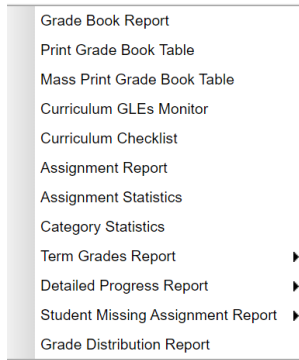 Grade Book Report
Print Grade Book Table
Mass Print Grade Book Table
Curriculum GLEs Monitor
Curriculum Checklist
Assignment Report
Assignment Statistics
Category Statistics
Term Grades Report
Detailed Progress Report
Student Missing Assignment Report
Grade Distribution Report